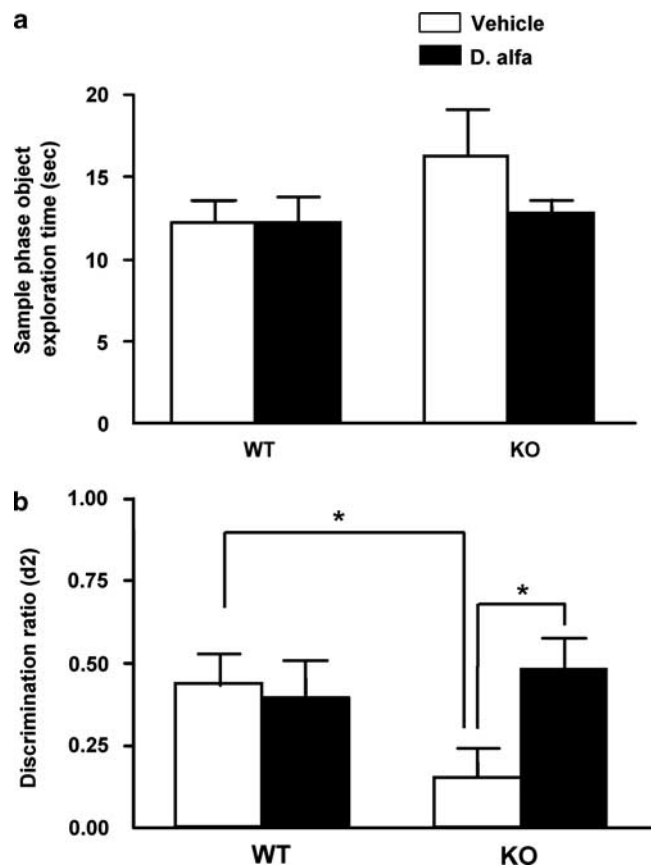 a
Vehicle
D. alfa
Sample phase object
exploration time (sec)
20
15
10
5
0
WT KO
b
Discrimination ratio (d2)
1.00
0.75
0.50
0.25
0.00
*
*
WT KO